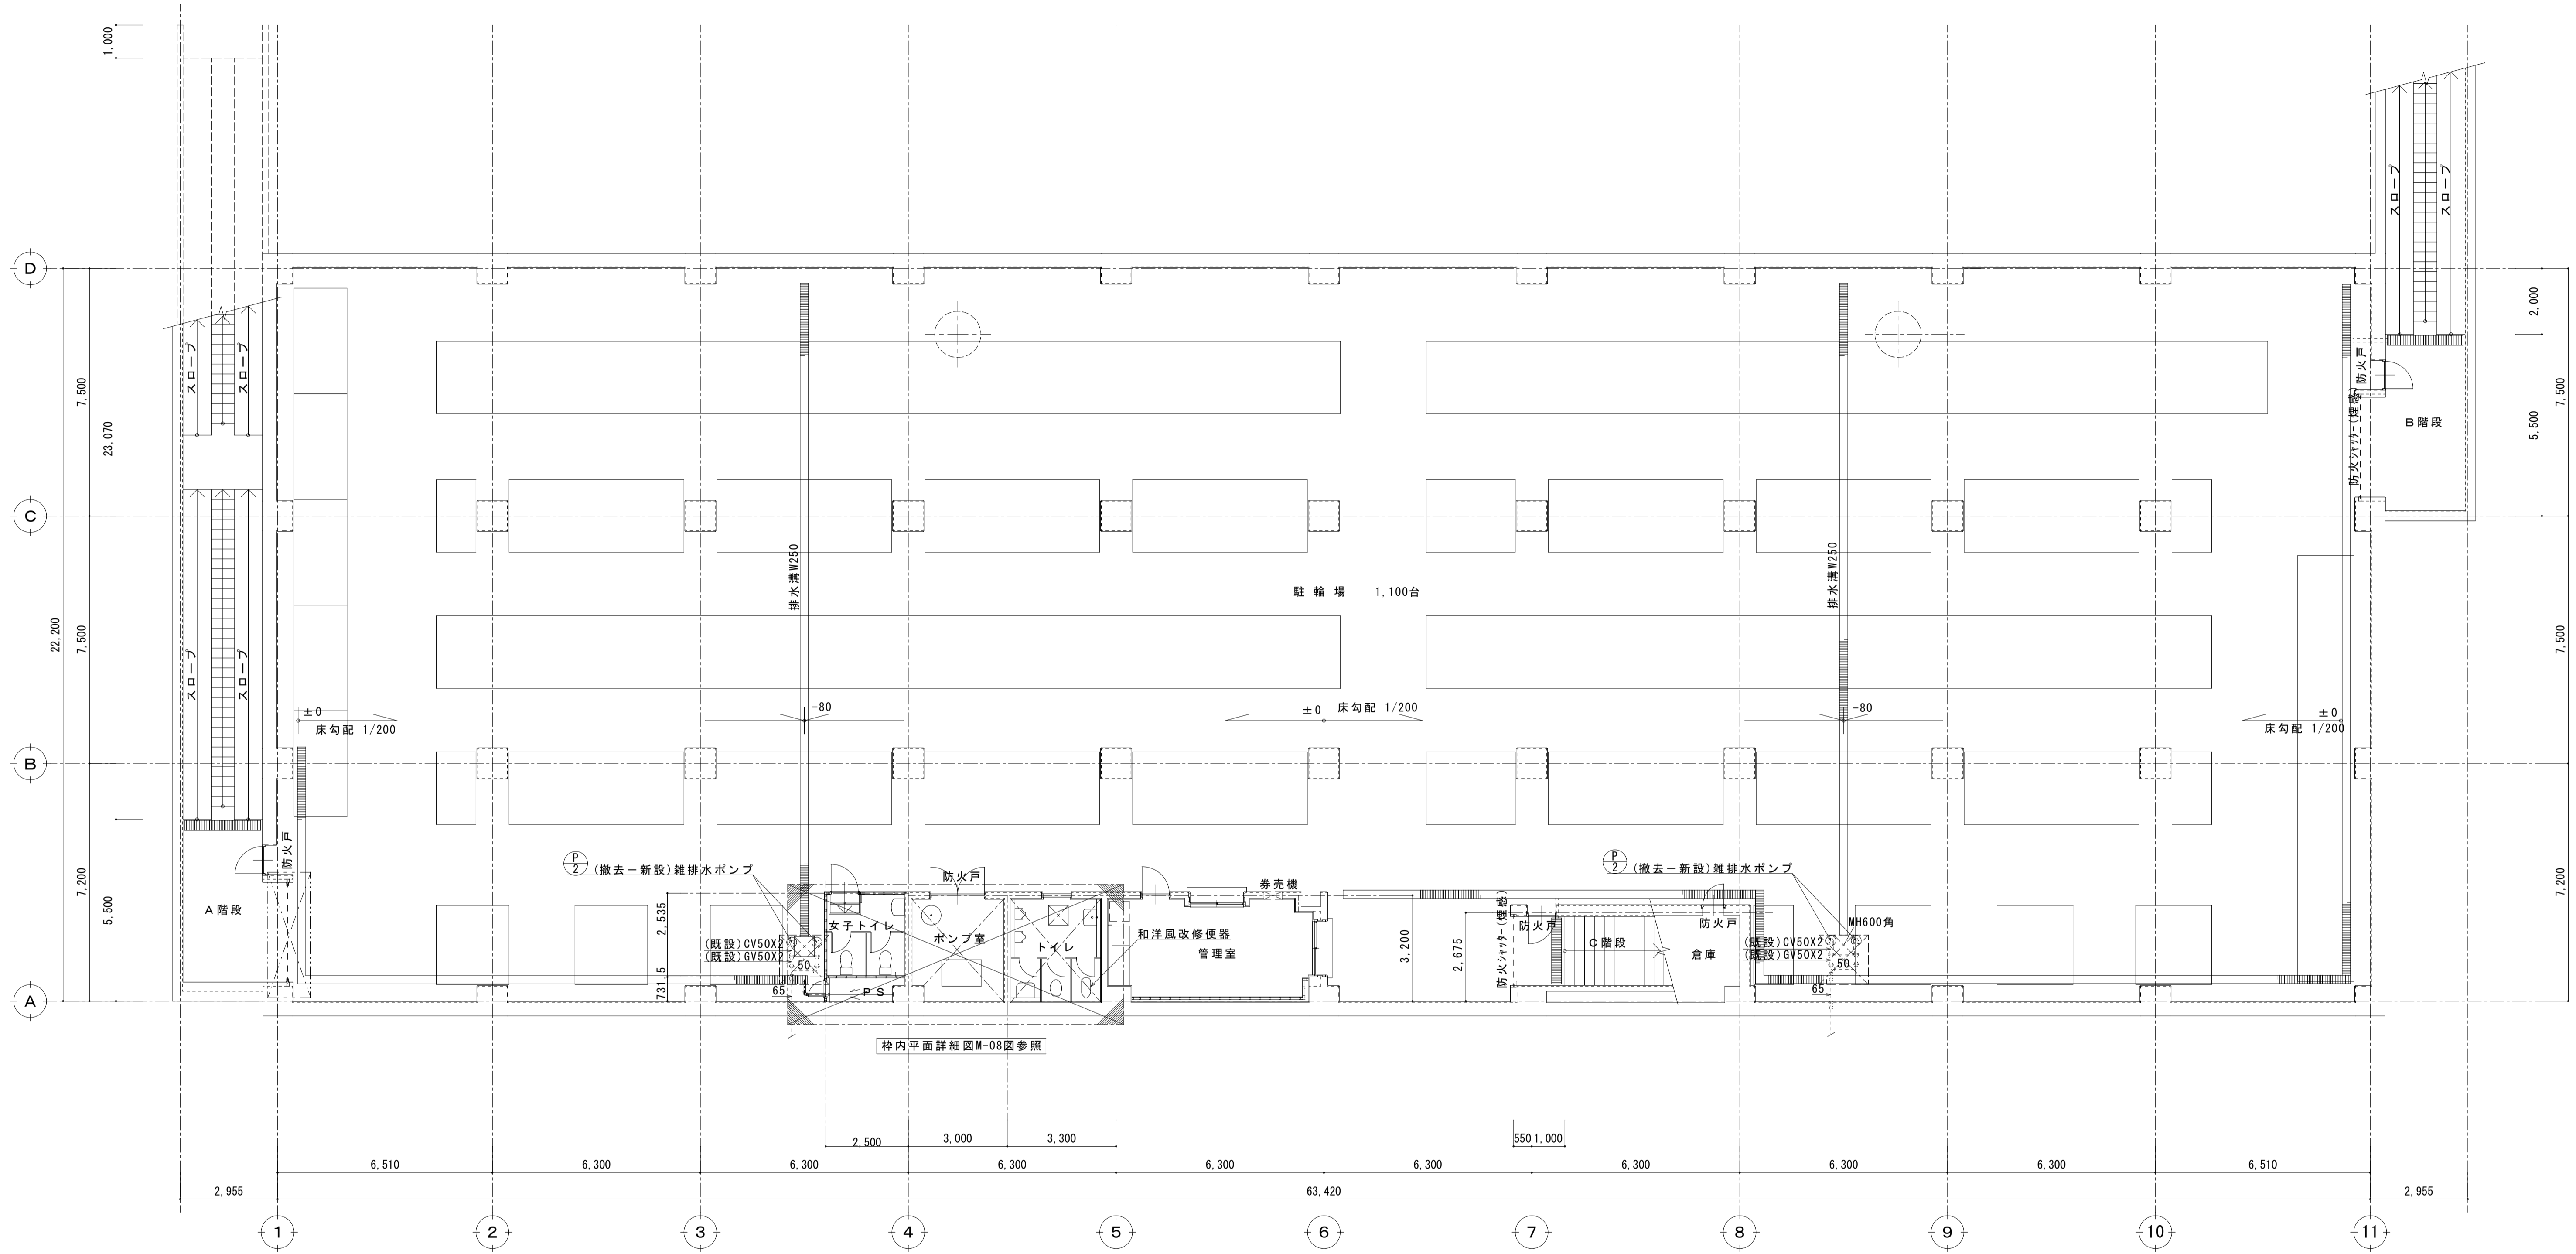 1,000
スロープ
スロープ
D
スロープ
スロープ
2,000
防火戸
7,500
7,500
23,070
5,500
B階段
防火シャッター(煙感)
C
排水溝W250
排水溝W250
駐輪場 1,100台
22,200
7,500
7,500
スロープ
スロープ
±0
床勾配 1/200
-80
±0
床勾配 1/200
-80
±0
床勾配 1/200
B
防火戸
P
2
(撤去－新設)雑排水ポンプ
防火戸
券売機
P
2
(撤去－新設)雑排水ポンプ
7,200
5,500
7,200
A階段
2,535
女子トイレ
ポンプ室
トイレ
和洋風改修便器
管理室
3,200
2,675
防火シャッター(煙感)
防火戸
C階段
倉庫
防火戸
MH600角
(既設)CV50X2
(既設)GV50X2
50
(既設)CV50X2
(既設)GV50X2
50
731.5
65
PS
65
A
枠内平面詳細図M-08図参照
2,500
3,000
3,300
550
1,000
6,510
6,300
6,300
6,300
6,300
6,300
6,300
6,300
6,300
6,510
2,955
63,420
2,955
1
2
3
4
5
6
7
8
9
10
11